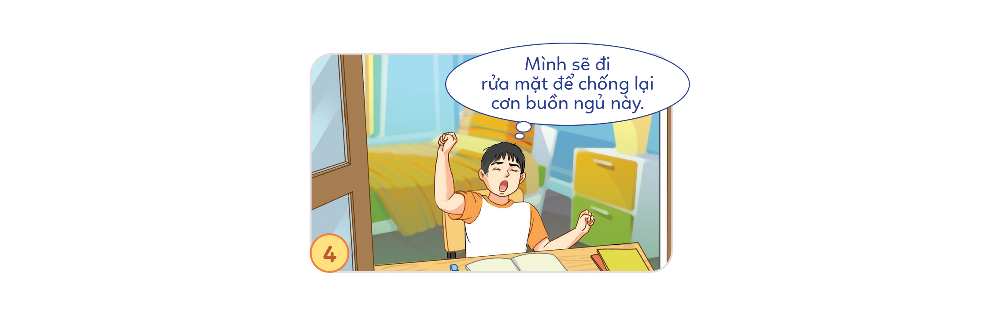 Mình sẽ đi
rửa mặt để chống lại
cơn buồn ngủ này.
4